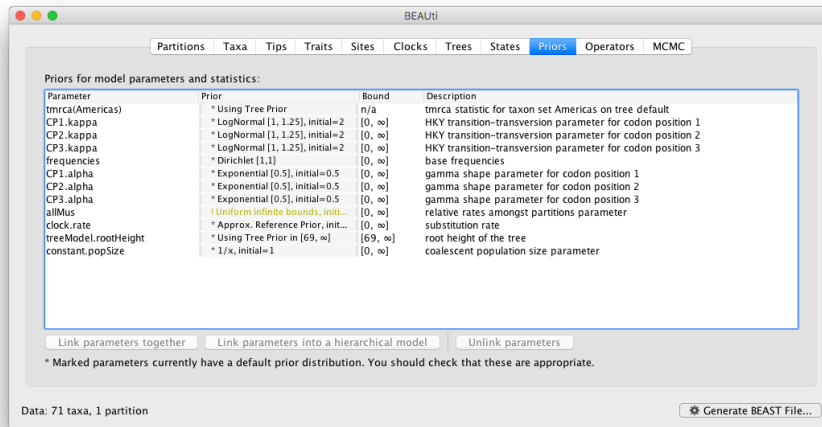 BEAUti
Partitions Taxa Tips Traits Sites Clocks Trees States Priors Operators MCMC
Priors for model parameters and statistics:
Parameter Prior Bound Description
tmrca(Americas) * Using Tree Prior n/a tmrca statistic for taxon set Americas on tree default
CP1.kappa * LogNormal [1, 1.25], initial=2 [0, ∞] HKY transition-transversion parameter for codon position 1
CP2.kappa * LogNormal [1, 1.25], initial=2 [0, ∞] HKY transition-transversion parameter for codon position 2
CP3.kappa * LogNormal [1, 1.25], initial=2 [0, ∞] HKY transition-transversion parameter for codon position 3
frequencies * Dirichlet [1,1] [0, ∞] base frequencies
CP1.alpha * Exponential [0.5], initial=0.5 [0, ∞] gamma shape parameter for codon position 1
CP2.alpha * Exponential [0.5], initial=0.5 [0, ∞] gamma shape parameter for codon position 2
CP3.alpha * Exponential [0.5], initial=0.5 [0, ∞] gamma shape parameter for codon position 3
allMus ! Uniform infinite bounds, initi... [0, ∞] relative rates amongst partitions parameter
clock.rate * Approx. Reference Prior, init... [0, ∞] substitution rate
treeModel.rootHeight * Using Tree Prior in [69, ∞] [69, ∞] root height of the tree
constant.popSize * 1/x, initial=1 [0, ∞] coalescent population size parameter
Link parameters together Link parameters into a hierarchical model Unlink parameters
* Marked parameters currently have a default prior distribution. You should check that these are appropriate.
Data: 71 taxa, 1 partition Generate BEAST File...